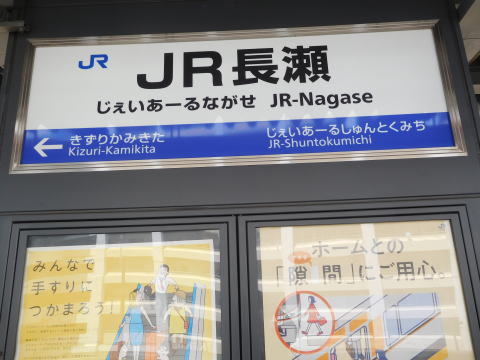 JR
JR長瀬
じぇいあーるながせ JR-Nagase
きずりかみきた
Kizuri-Kamikita
じぇいあーるしゅんとくみち
JR-Shuntokumichi
みんなで
手すりに
つかまろう!
ホームとの
「隙間」にご用心。